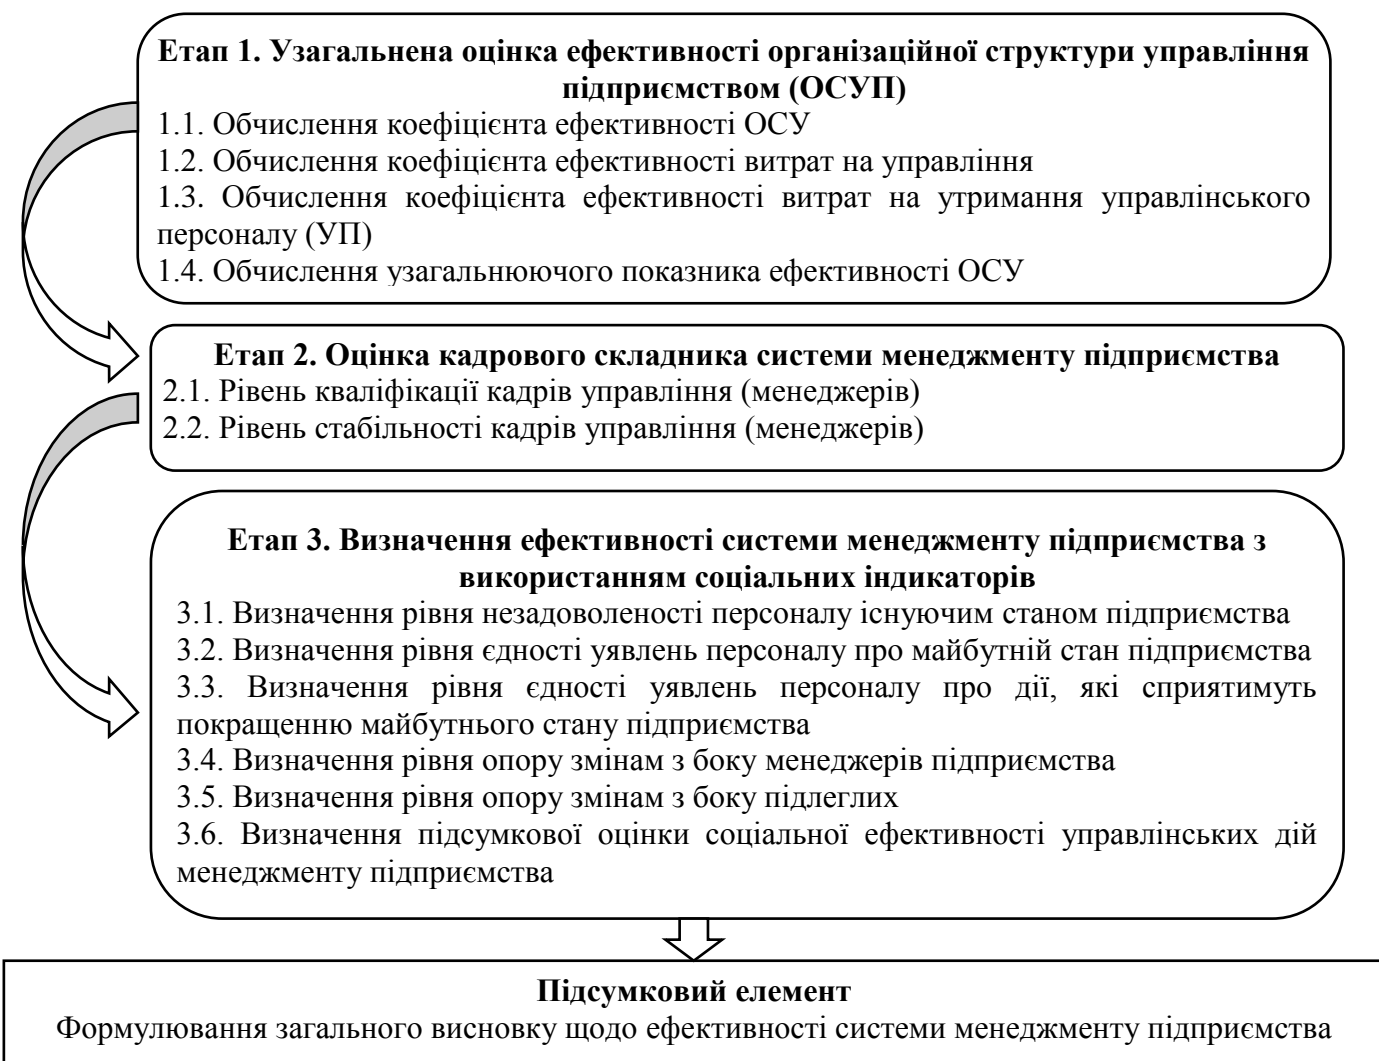 Етап 1. Узагальнена оцінка ефективності організаційної структури управління
підприємством (ОСУП)
1.1. Обчислення коефіцієнта ефективності ОСУ
1.2. Обчислення коефіцієнта ефективності витрат на управління
1.3. Обчислення коефіцієнта ефективності витрат на утримання управлінського
персоналу (УП)
1.4. Обчислення узагальнюючого показника ефективності ОСУ
Етап 2. Оцінка кадрового складника системи менеджменту підприємства
2.1. Рівень кваліфікації кадрів управління (менеджерів)
2.2. Рівень стабільності кадрів управління (менеджерів)
Етап 3. Визначення ефективності системи менеджменту підприємства з
використанням соціальних індикаторів
3.1. Визначення рівня незадоволеності персоналу існуючим станом підприємства
3.2. Визначення рівня єдності уявлень персоналу про майбутній стан підприємства
3.3. Визначення рівня єдності уявлень персоналу про дії, які сприятимуть
покращенню майбутнього стану підприємства
3.4. Визначення рівня опору змінам з боку менеджерів підприємства
3.5. Визначення рівня опору змінам з боку підлеглих
3.6. Визначення підсумкової оцінки соціальної ефективності управлінських дій
менеджменту підприємства
Підсумковий елемент
Формулювання загального висновку щодо ефективності системи менеджменту підприємства